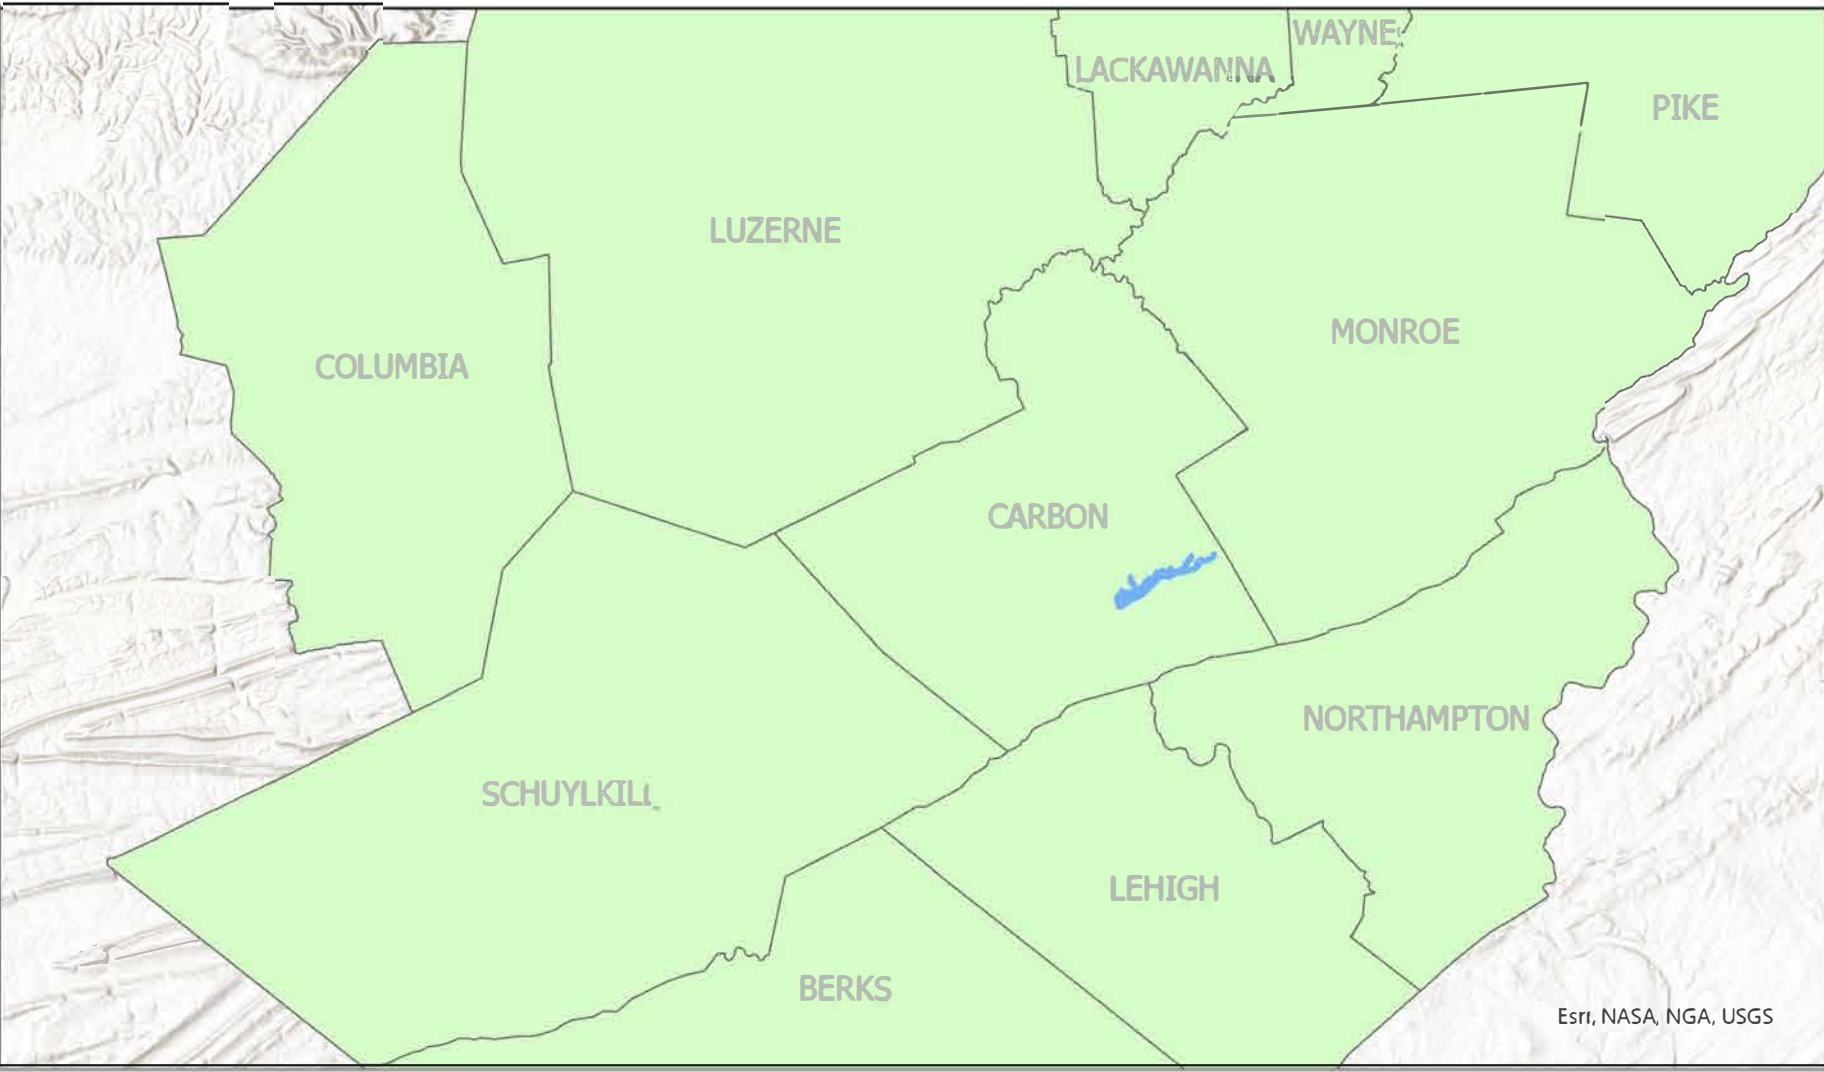 WAYNE
LACKAWANNA
PIKE
LUZERNE
MONROE
COLUMBIA
CARBON
NORTHAMPTON
SCHUYLKILL
LEHIGH
BERKS
Esri, NASA, NGA, USGS